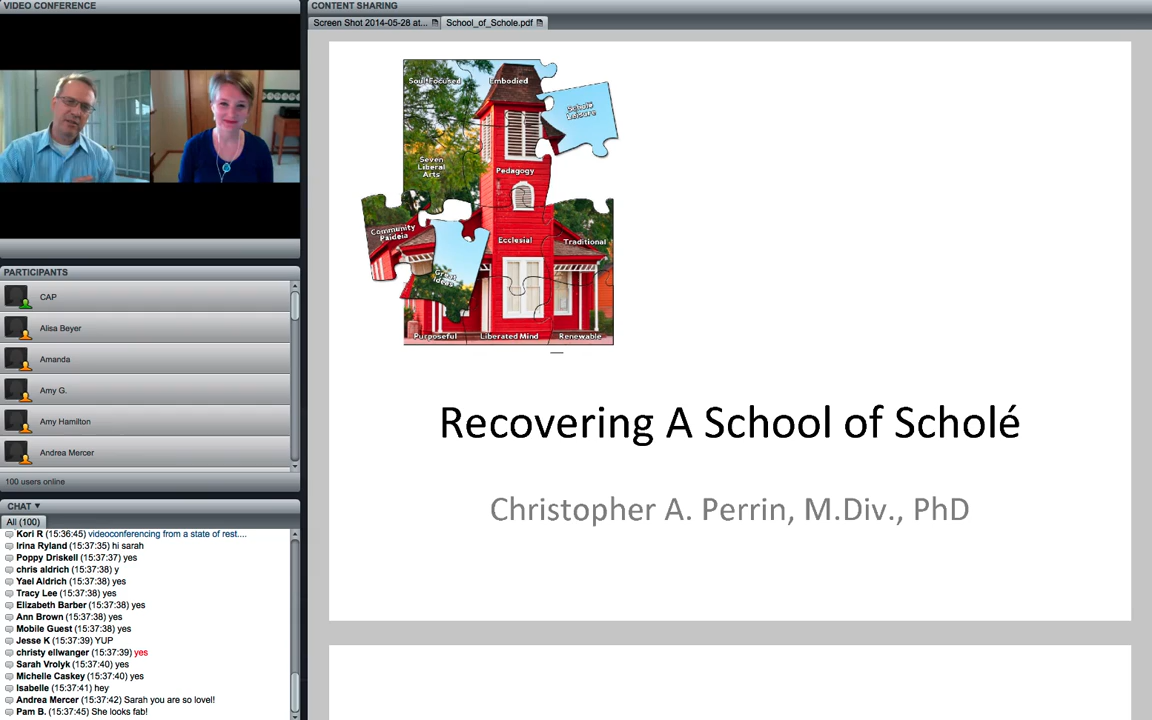 VIDEO CONFERENCE
PARTICIPANTS
CAP
Alisa Beyer
Amanda
Amy G.
Amy Hamilton
Andrea Mercer
100 users online
CHAT
All (100)
Kori R (15:36:45) videoconferencing from a state of rest....
Irina Ryland (15:37:35) hi sarah
Poppy Driskell (15:37:37) yes
chris aldrich (15:37:38) y
Yael Aldrich (15:37:38) yes
Tracy Lee (15:37:38) yes
Elizabeth Barber (15:37:38) yes
Ann Brown (15:37:38) yes
Mobile Guest (15:37:38) yes
Jesse K (15:37:39) YUP
christy ellwanger (15:37:39) yes
Sarah Vrolyk (15:37:40) yes
Michelle Caskey (15:37:40) yes
Isabelle (15:37:41) hey
Andrea Mercer (15:37:42) Sarah you are so lovel!
Pam B. (15:37:45) She looks fab!
CONTENT SHARING
Screen Shot 2014-05-28 at...
School_of_Schole.pdf
Soul-Focused
Embodied
Scholé
Leisure
Seven
Liberal
Arts
Pedagogy
Community
Paideia
Ecclesial
Traditional
Great
Ideas
Purposeful
Liberated Mind
Renewable
Recovering A School of Scholé
Christopher A. Perrin, M.Div., PhD